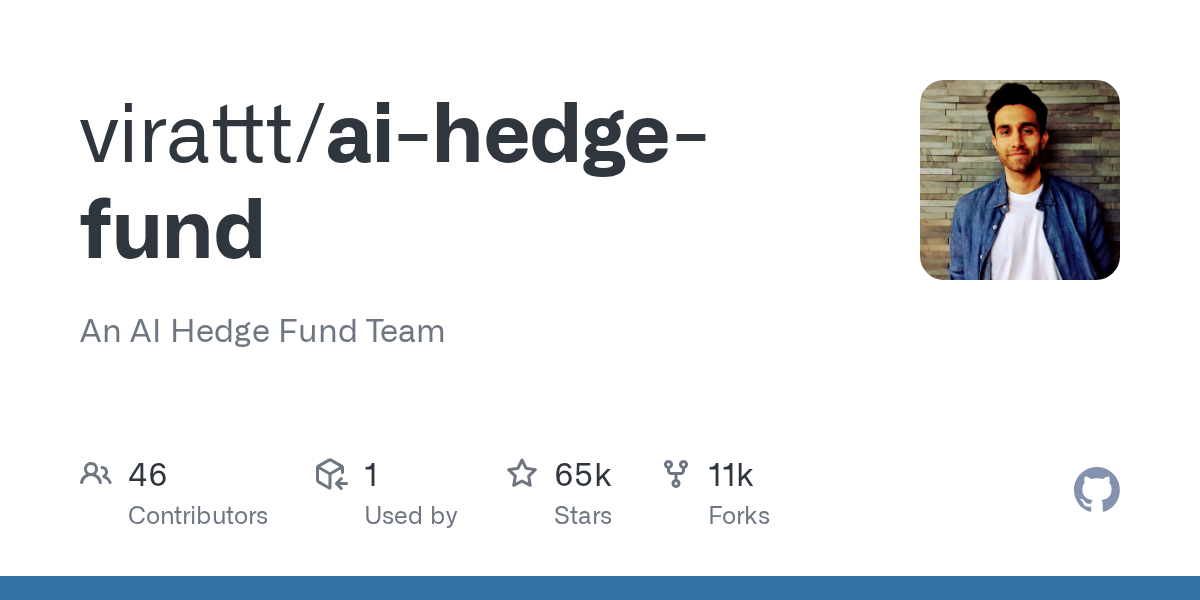 virattt/ai-hedge-
fund
An AI Hedge Fund Team
46
Contributors
1
Used by
65k
Stars
11k
Forks